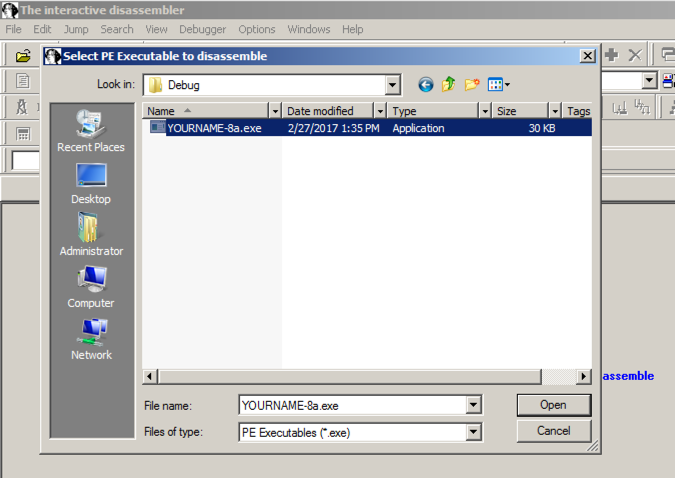 The interactive disassembler
File Edit Jump Search View Debugger Options Windows Help
Select PE Executable to disassemble
Look in: Debug
Name Date modified Type Size Tags
YOURNAME-8a.exe 2/27/2017 1:35 PM Application 30 KB
Recent Places
Desktop
Administrator
Computer
Network
assemble
File name: YOURNAME-8a.exe Open
Files of type: PE Executables (*.exe) Cancel